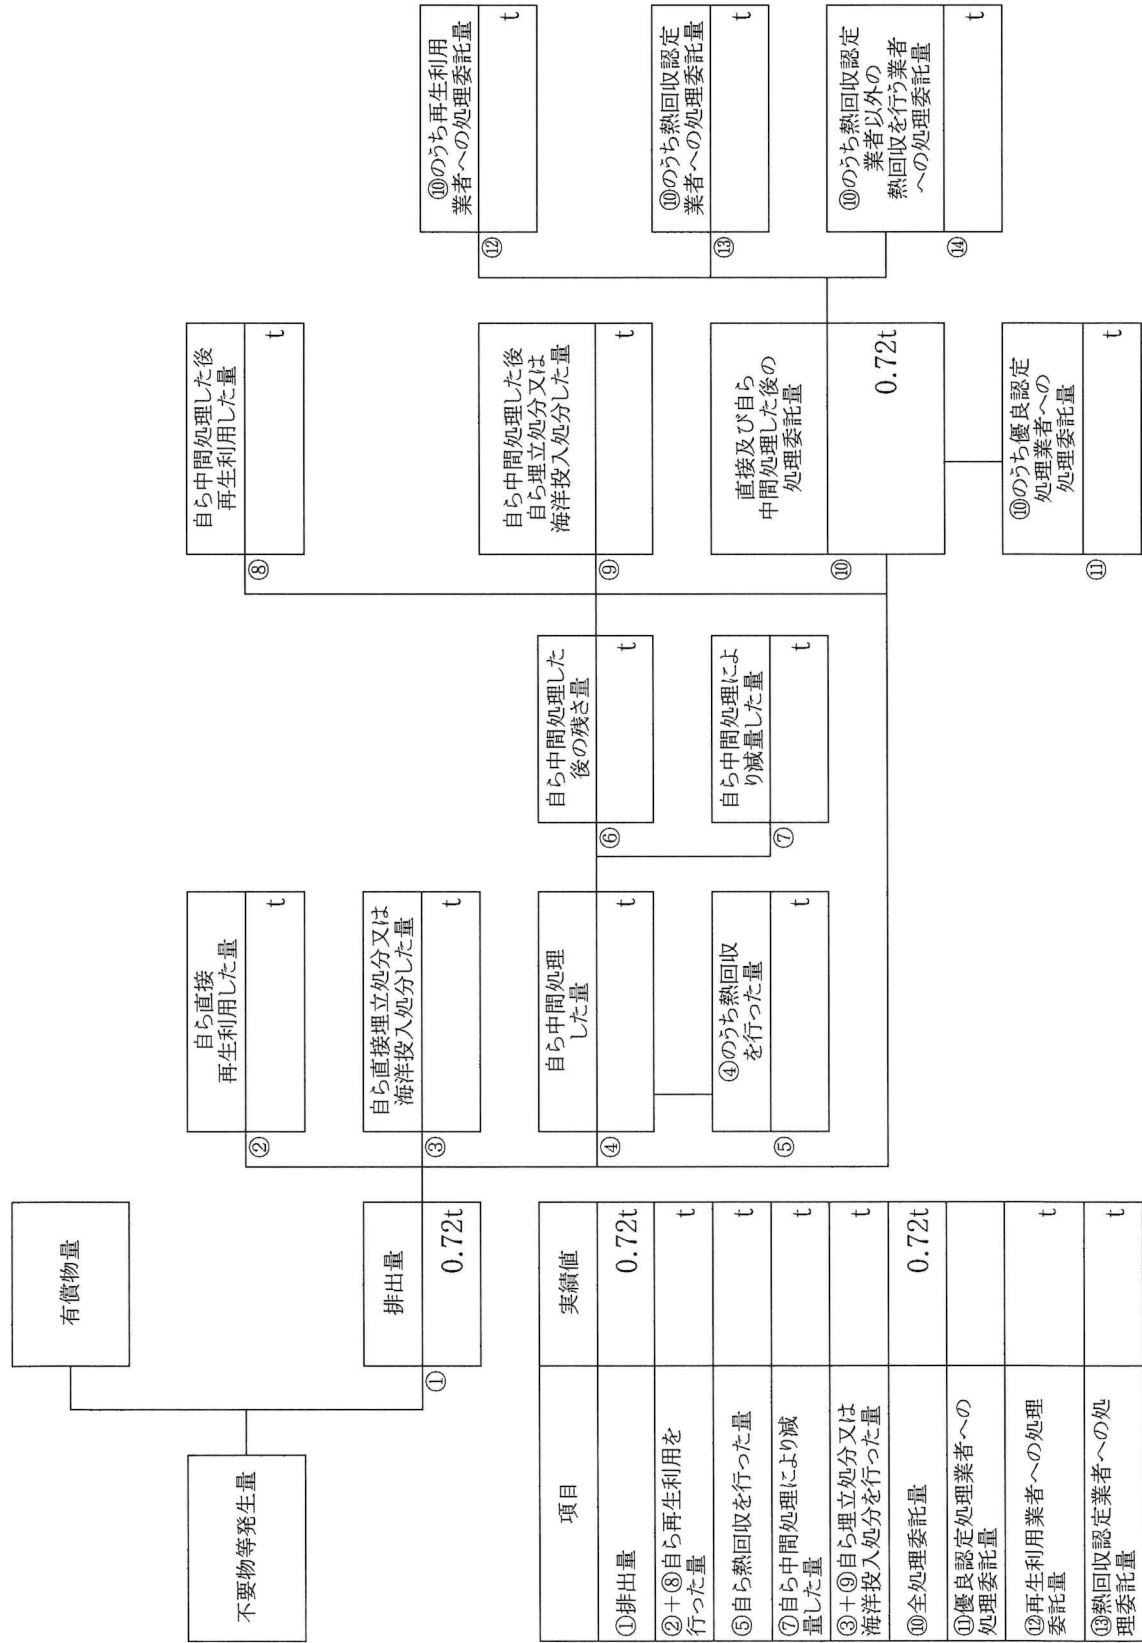 不要物等発生量
有償物量
排出量
①
0.72t
自ら直接
再生利用した量
②
t
自ら直接埋立処分又は
海洋投入処分した量
③
t
自ら中間処理
した量
④
t
④のうち熱回収
を行った量
⑤
t
自ら中間処理した
後の残さ量
⑥
t
自ら中間処理によ
り減量した量
⑦
t
自ら中間処理した後
再生利用した量
⑧
t
自ら中間処理した後
自ら埋立処分又は
海洋投入処分した量
⑨
t
直接及び自ら
中間処理した後の
処理委託量
⑩
0.72t
⑩のうち優良認定
処理業者への
処理委託量
⑪
t
⑩のうち再生利用
業者への処理委託量
⑫
t
⑩のうち熱回収認定
業者への処理委託量
⑬
t
⑩のうち熱回収認定
業者以外の
熱回収を行う業者
への処理委託量
⑭
t
項目 実績値
①排出量 0.72t
②+⑧自ら再生利用を
行った量 t
⑤自ら熱回収を行った量 t
⑦自ら中間処理により減
量した量 t
③+⑨自ら埋立処分又は
海洋投入処分を行った量 t
⑩全処理委託量 0.72t
⑪優良認定処理業者への
処理委託量
⑫再生利用業者への処理
委託量 t
⑬熱回収認定業者への処
理委託量 t